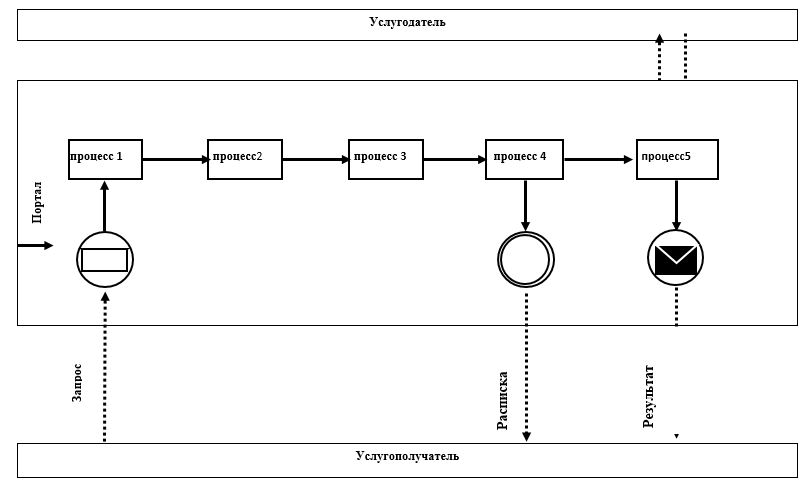 Услугодатель
процесс 1
процесс2
процесс 3
процесс 4
процесс5
Портал
Запрос
Расписка
Результат
Услугополучатель